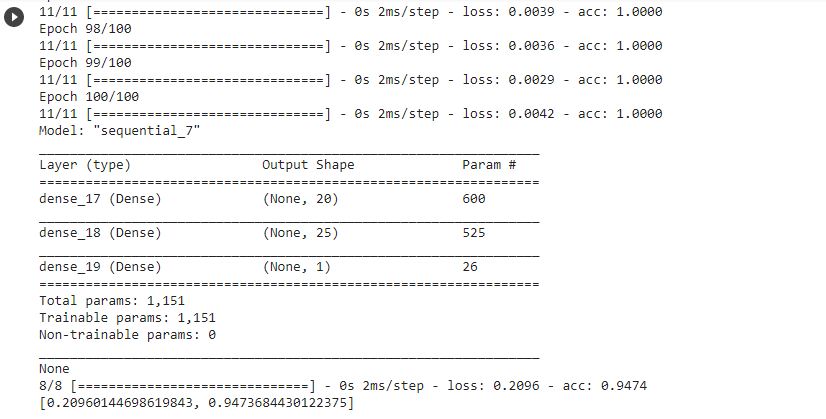 11/11 [==============================] - 0s 2ms/step - loss: 0.0039 - acc: 1.0000
Epoch 98/100
11/11 [==============================] - 0s 2ms/step - loss: 0.0036 - acc: 1.0000
Epoch 99/100
11/11 [==============================] - 0s 2ms/step - loss: 0.0029 - acc: 1.0000
Epoch 100/100
11/11 [==============================] - 0s 2ms/step - loss: 0.0042 - acc: 1.0000
Model: "sequential_7"
_________________________________________________________________
Layer (type)                 Output Shape              Param #
=================================================================
dense_17 (Dense)             (None, 20)                600
_________________________________________________________________
dense_18 (Dense)             (None, 25)                525
_________________________________________________________________
dense_19 (Dense)             (None, 1)                 26
=================================================================
Total params: 1,151
Trainable params: 1,151
Non-trainable params: 0
_________________________________________________________________
None
8/8 [==============================] - 0s 2ms/step - loss: 0.2096 - acc: 0.9474
[0.20960144698619843, 0.9473684430122375]